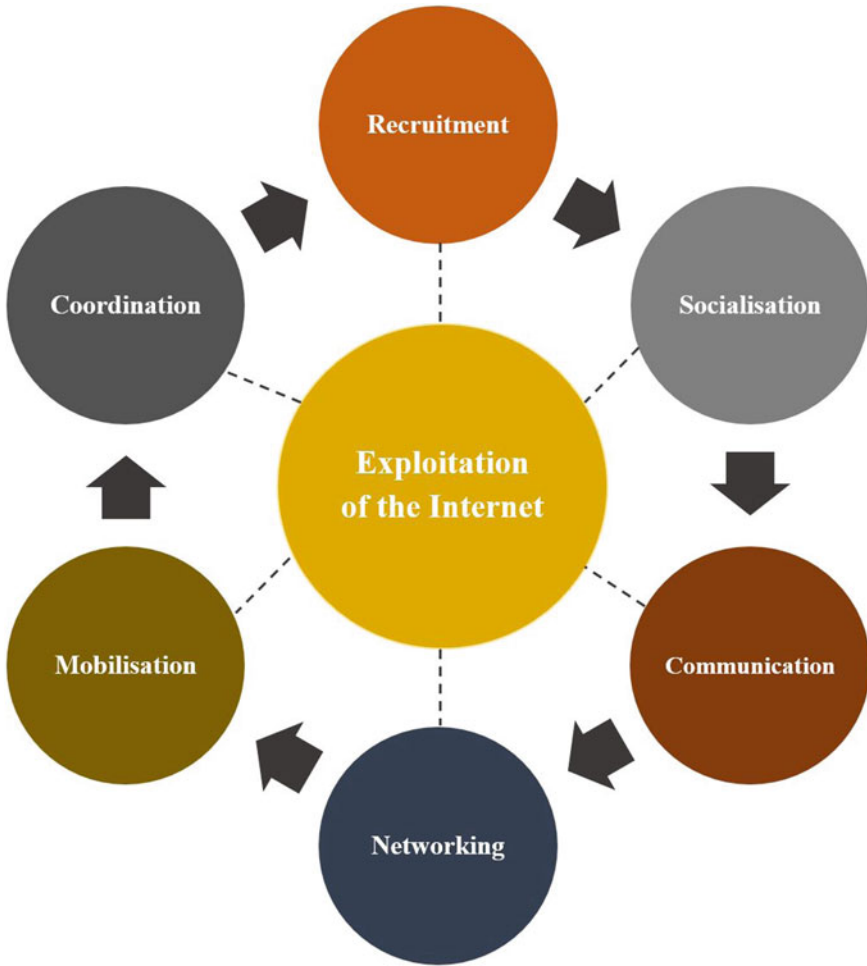 Recruitment
Socialisation
Communication
Networking
Mobilisation
Coordination
Exploitation
of the Internet